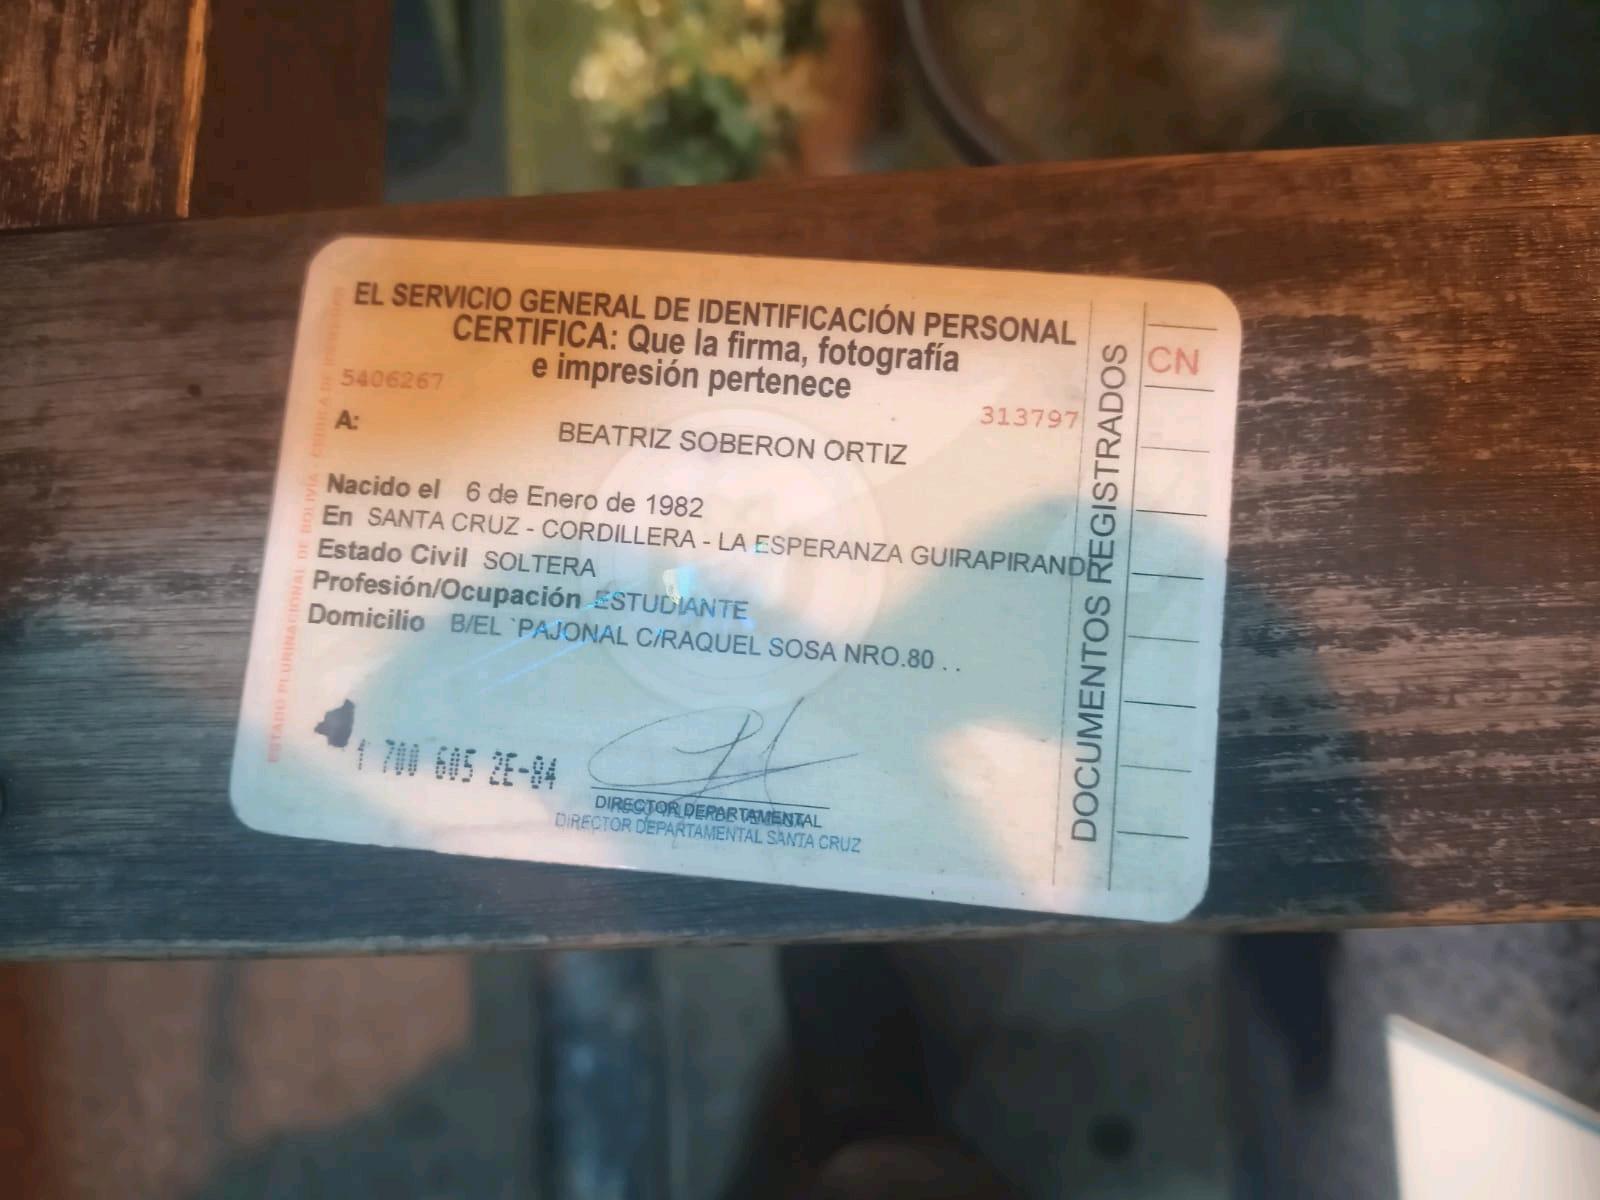 EL SERVICIO GENERAL DE IDENTIFICACIÓN PERSONAL
CERTIFICA: Que la firma, fotografía
e impresión pertenece
5406267
313797
A:
BEATRIZ SOBERON ORTIZ
Nacido el 6 de Enero de 1982
En SANTA CRUZ - CORDILLERA - LA ESPERANZA GUIRAPIRAND
Estado Civil SOLTERA
Profesión/Ocupación ESTUDIANTE
Domicilio B/EL `PAJONAL C/RAQUEL SOSA NRO.80 . .
1 700 605 2E-84
DIRECTOR DEPARTAMENTAL
DIRECTOR DEPARTAMENTAL SANTA CRUZ
DOCUMENTOS REGISTRADOS
CN
ESTADO PLURINACIONAL DE BOLIVIA